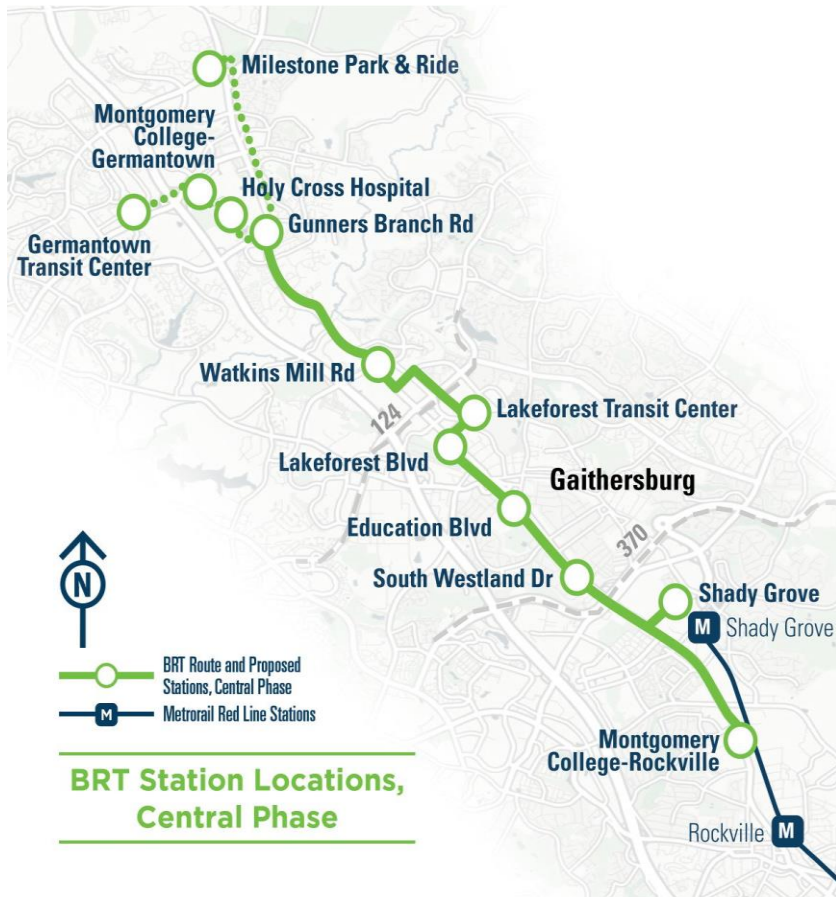 Milestone Park & Ride
Montgomery
College-
Germantown
Holy Cross Hospital
Gunners Branch Rd
Germantown
Transit Center
Watkins Mill Rd
Lakeforest Transit Center
124
Lakeforest Blvd
Gaithersburg
Education Blvd
370
South Westland Dr
Shady Grove
M Shady Grove
N
BRT Route and Proposed
Stations, Central Phase
M Metrorail Red Line Stations
Montgomery
College-Rockville
BRT Station Locations,
Central Phase
Rockville M